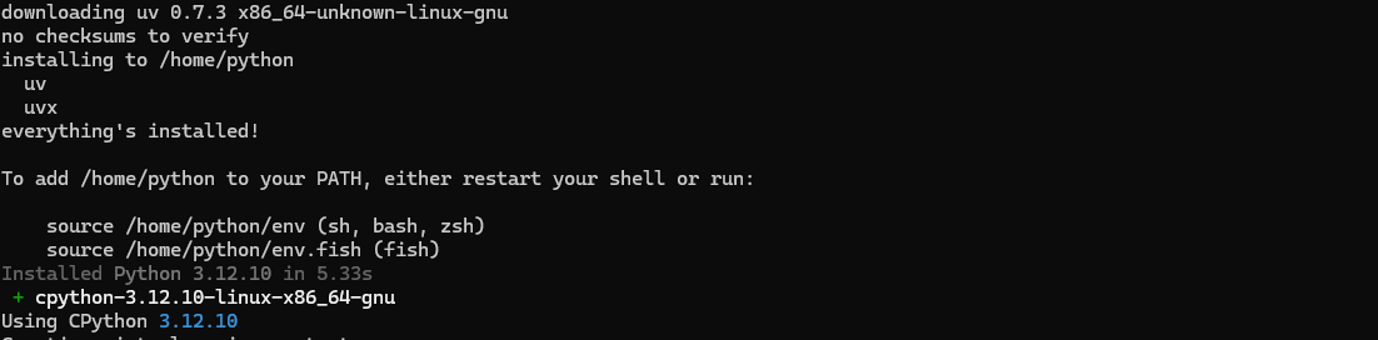 downloading uv 0.7.3 x86_64-unknown-linux-gnu
no checksums to verify
installing to /home/python
  uv
  uvx
everything's installed!
To add /home/python to your PATH, either restart your shell or run:
    source /home/python/env (sh, bash, zsh)
    source /home/python/env.fish (fish)
Installed Python 3.12.10 in 5.33s
 + cpython-3.12.10-linux-x86_64-gnu
Using CPython 3.12.10